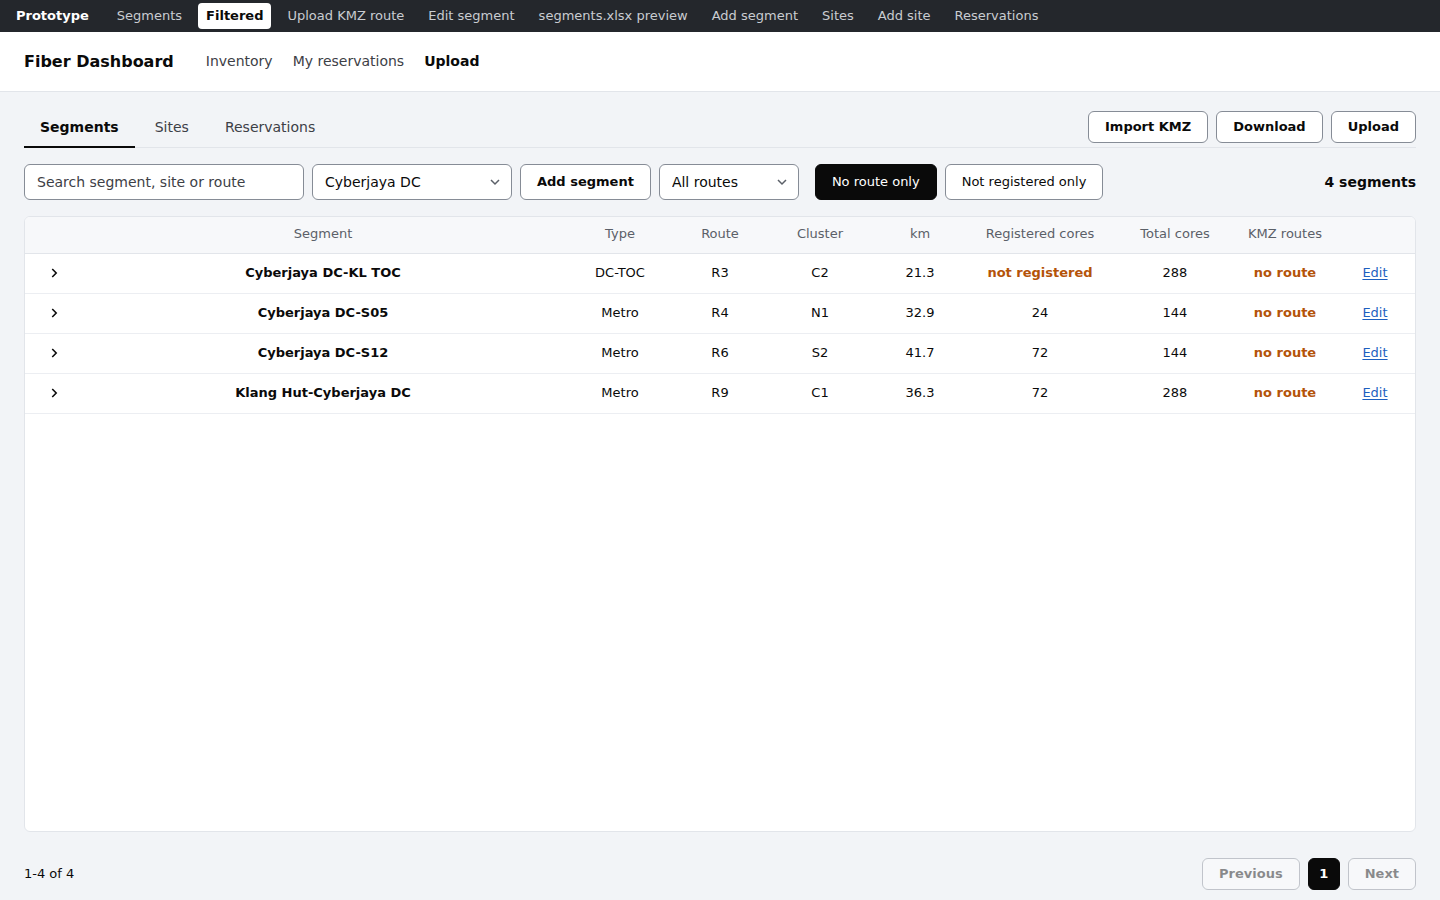 Prototype Segments Filtered Upload KMZ route Edit segment segments.xlsx preview Add segment Sites Add site Reservations
Fiber Dashboard Inventory My reservations Upload
Segments Sites Reservations Import KMZ Download Upload
Search segment, site or route Cyberjaya DC Add segment All routes No route only Not registered only 4 segments
Segment Type Route Cluster km Registered cores Total cores KMZ routes
Cyberjaya DC-KL TOC DC-TOC R3 C2 21.3 not registered 288 no route Edit
Cyberjaya DC-S05 Metro R4 N1 32.9 24 144 no route Edit
Cyberjaya DC-S12 Metro R6 S2 41.7 72 144 no route Edit
Klang Hut-Cyberjaya DC Metro R9 C1 36.3 72 288 no route Edit
1-4 of 4 Previous 1 Next